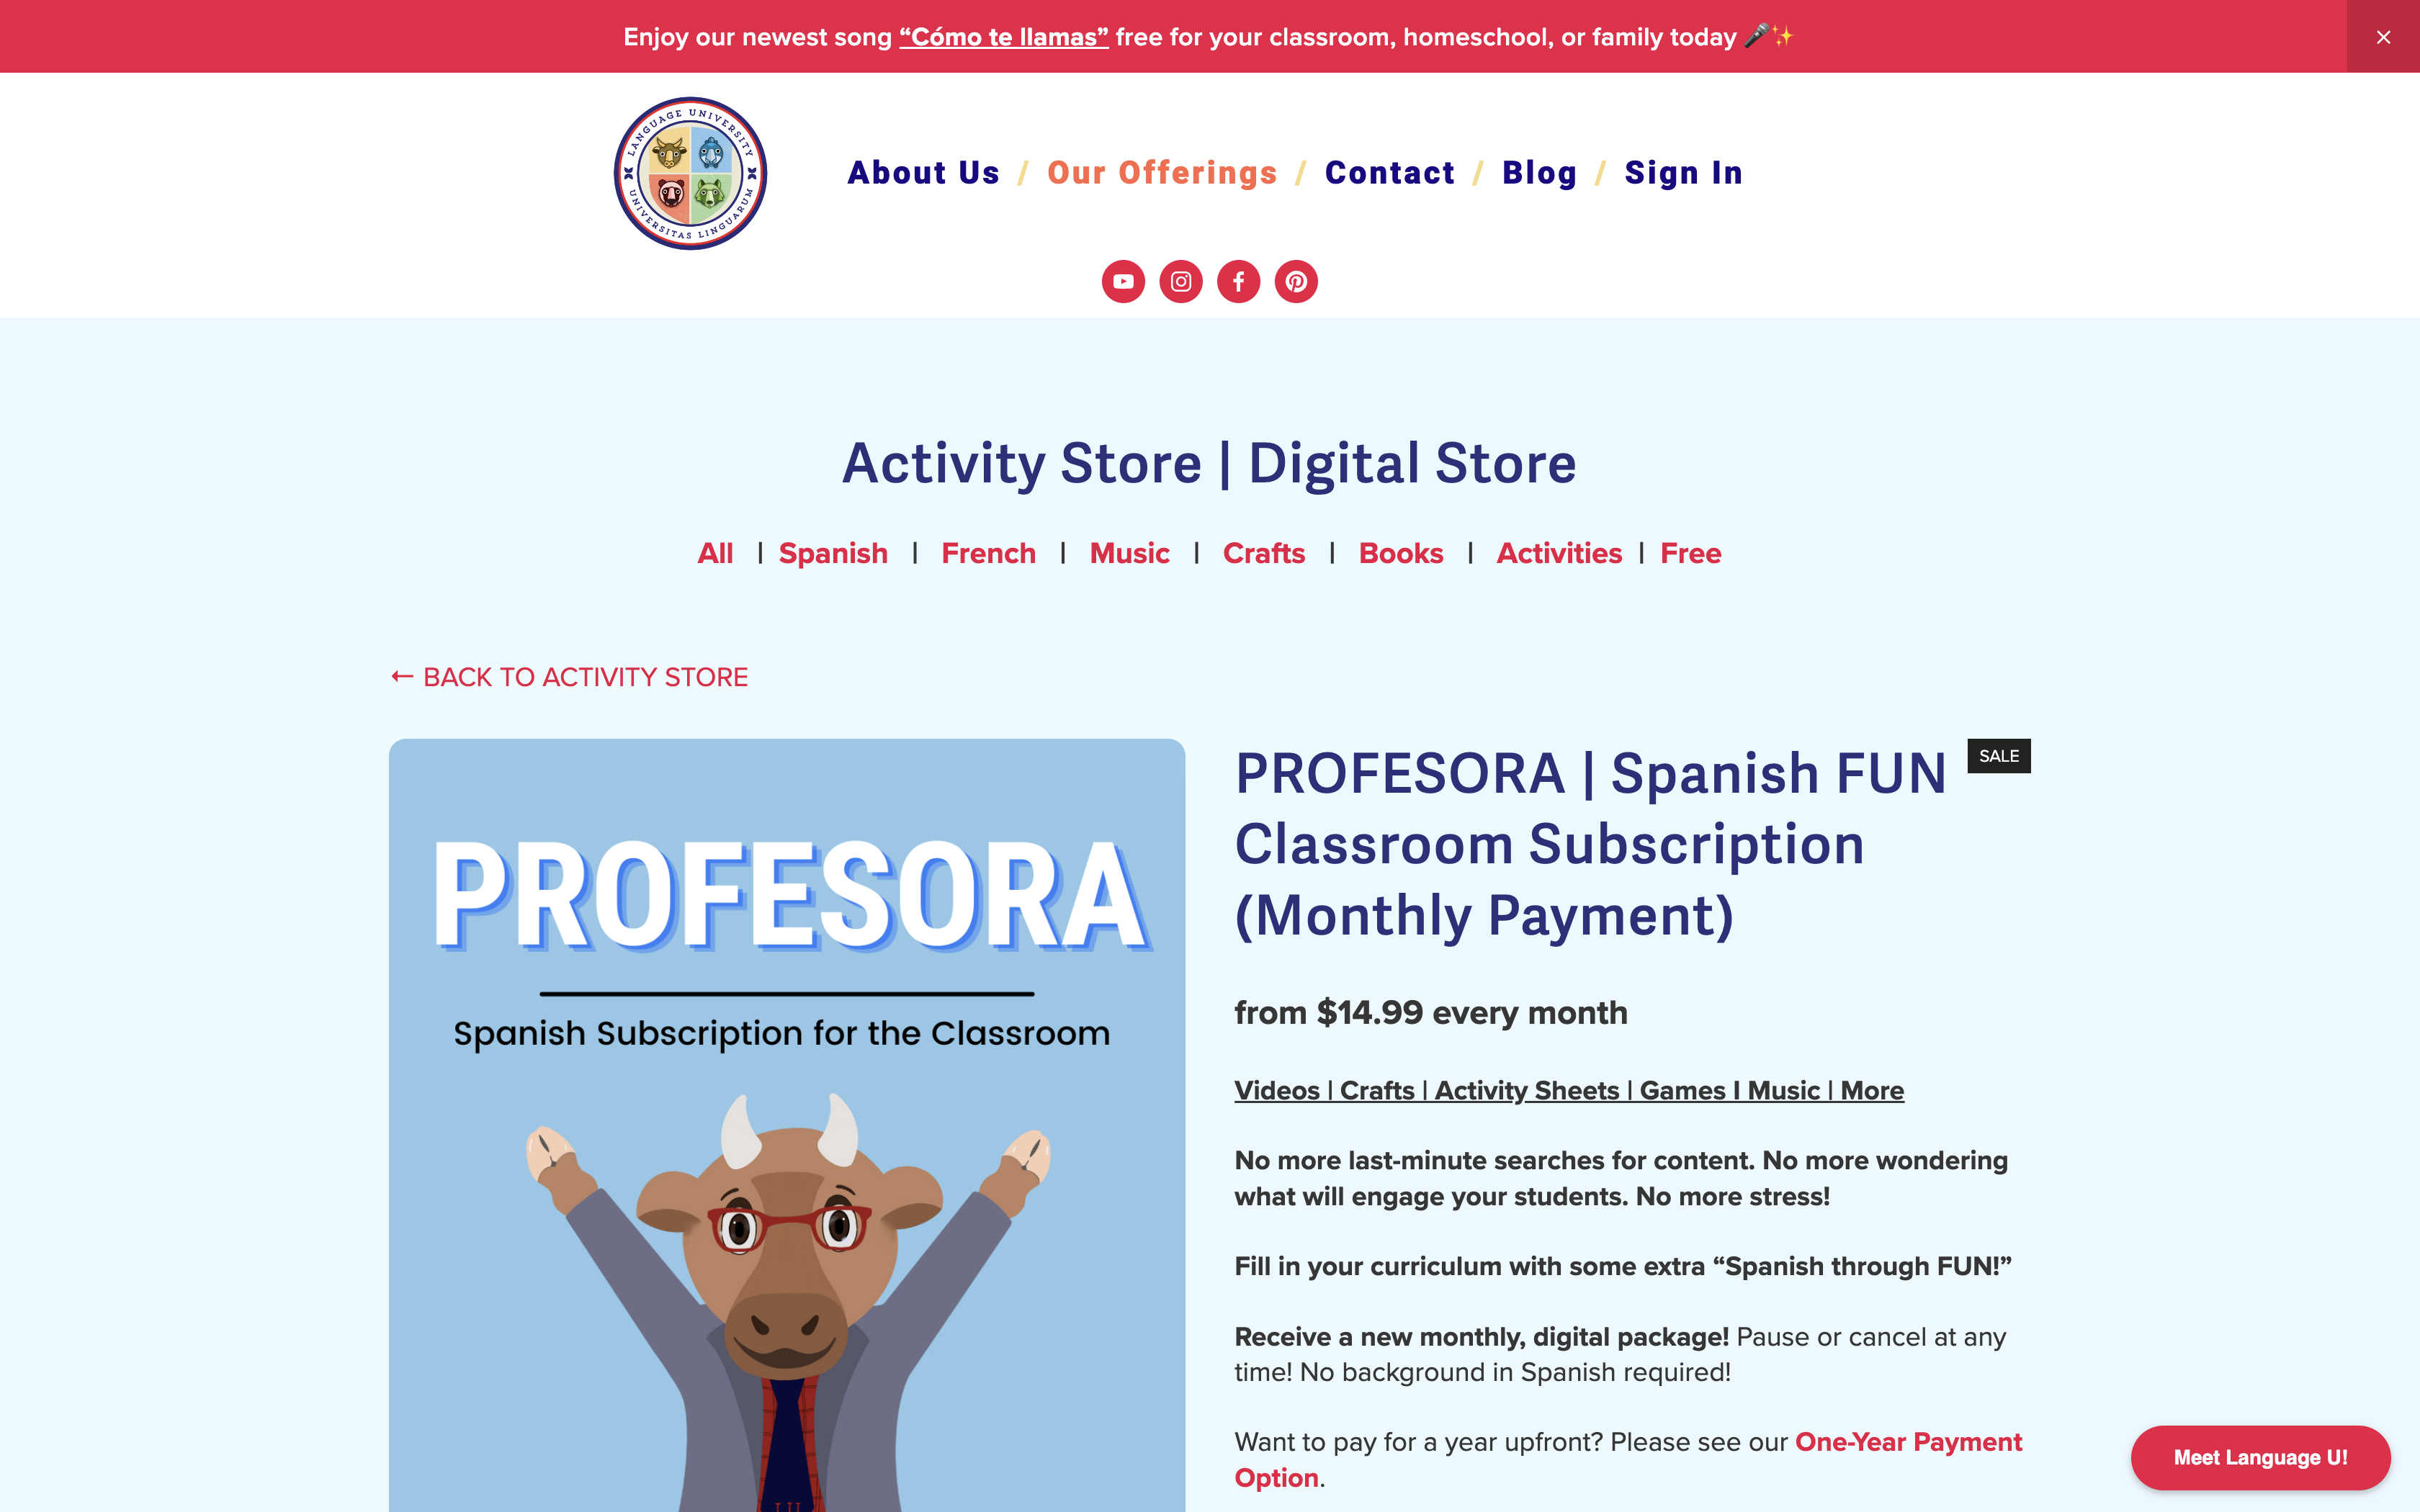 Enjoy our newest song “Cómo te llamas” free for your classroom, homeschool, or family today 🎤✨
×
LANGUAGE UNIVERSITY
UNIVERSITAS LINGUARUM
About Us / Our Offerings / Contact / Blog / Sign In
Activity Store | Digital Store
All | Spanish | French | Music | Crafts | Books | Activities | Free
← BACK TO ACTIVITY STORE
PROFESORA
Spanish Subscription for the Classroom
LU
PROFESORA | Spanish FUN
Classroom Subscription
(Monthly Payment)
SALE
from $14.99 every month
Videos | Crafts | Activity Sheets | Games I Music | More
No more last-minute searches for content. No more wondering
what will engage your students. No more stress!
Fill in your curriculum with some extra “Spanish through FUN!”
Receive a new monthly, digital package! Pause or cancel at any
time! No background in Spanish required!
Want to pay for a year upfront? Please see our One-Year Payment
Option.
Meet Language U!